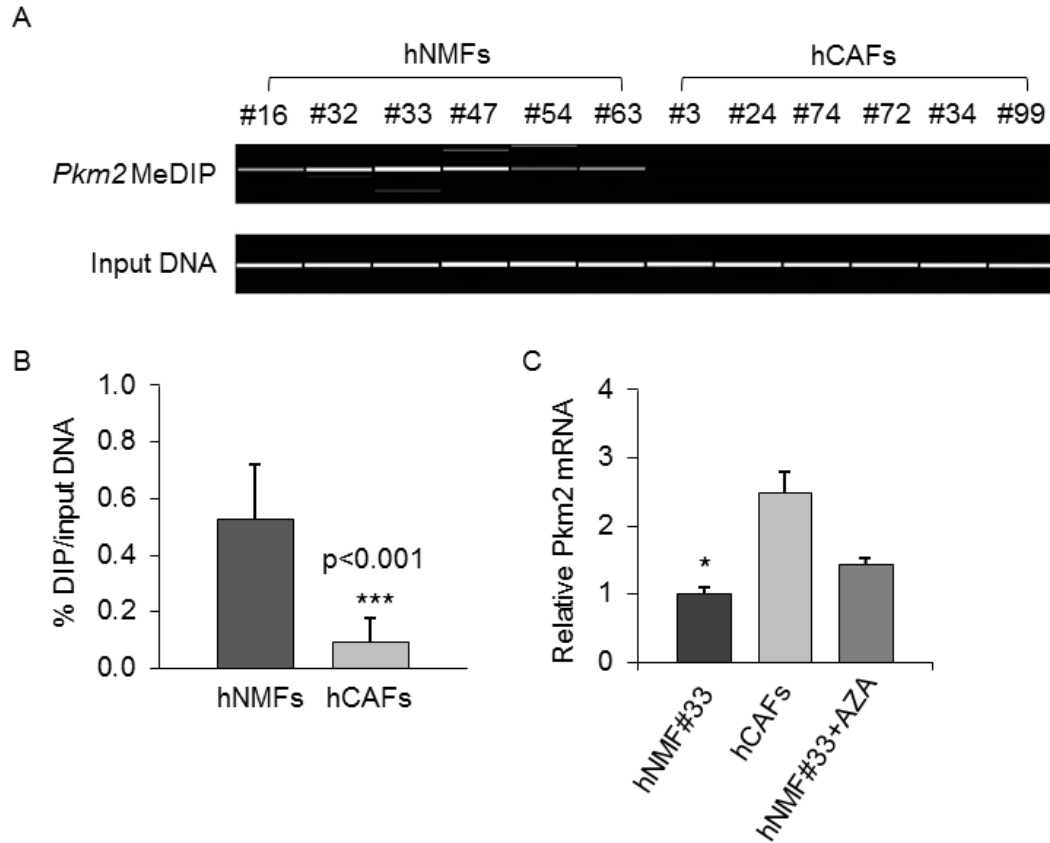 A
hNMFs hCAFs
#16 #32 #33 #47 #54 #63 #3 #24 #74 #72 #34 #99
Pkm2 MeDIP
Input DNA
B
% DIP/input DNA
1.0
0.8
0.6
0.4
0.2
0.0
p<0.001
***
hNMFs hCAFs
C
Relative Pkm2 mRNA
4
3
2
1
0
*
hNMF#33
hCAFs
hNMF#33+AZA